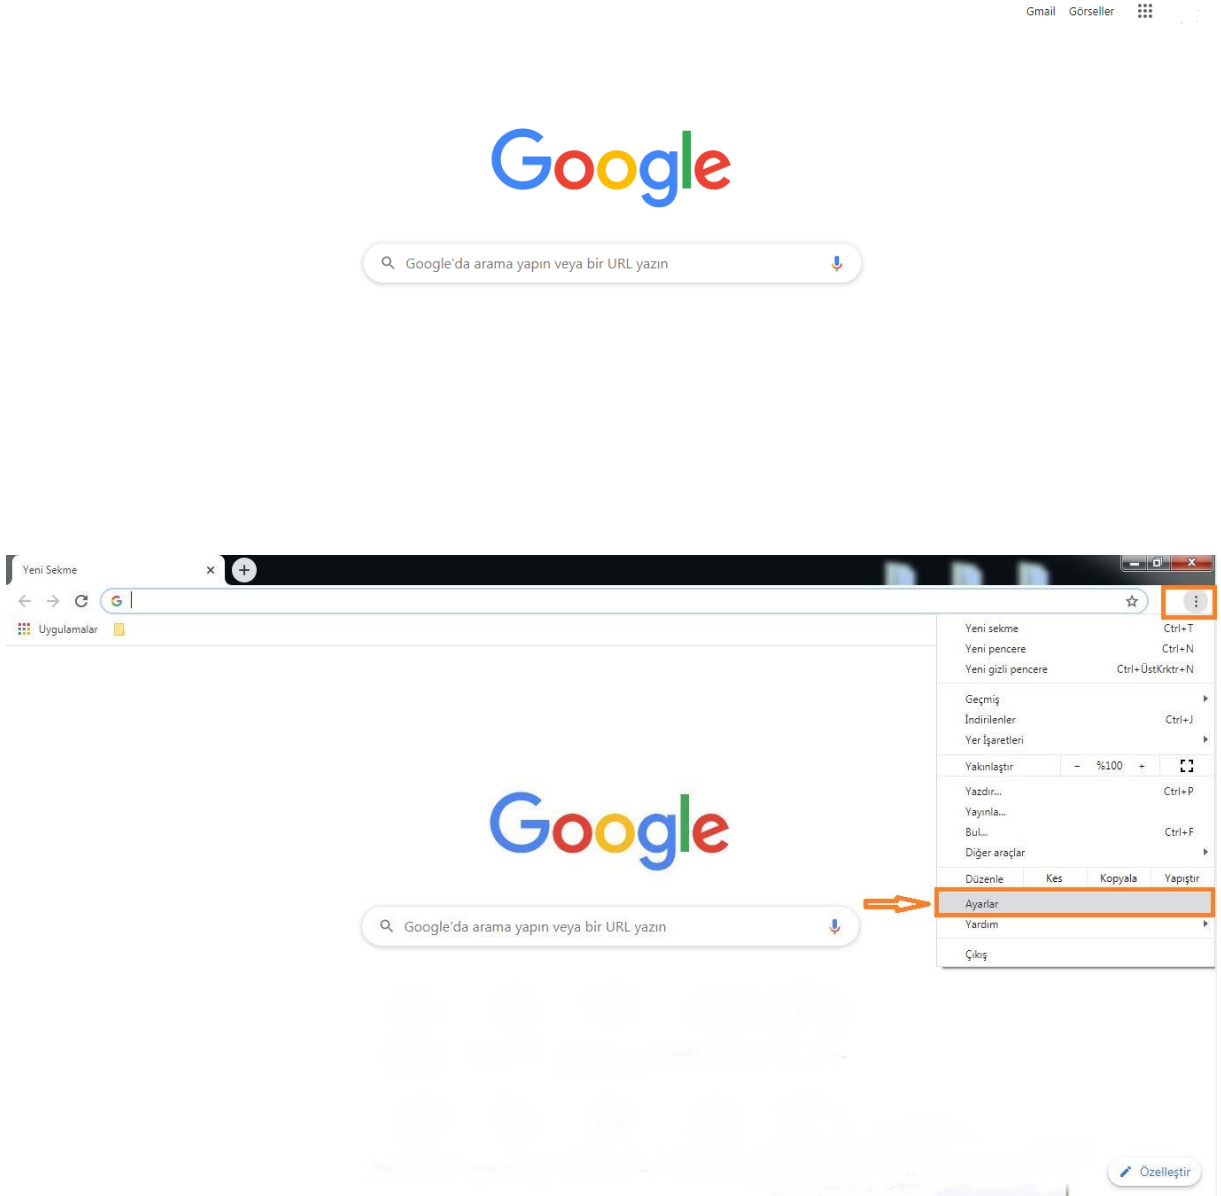 Gmail Görseller
Google
Google'da arama yapın veya bir URL yazın
Yeni Sekme
Uygulamalar
Yeni sekme Ctrl+T
Yeni pencere Ctrl+N
Yeni gizli pencere Ctrl+ÜstKrktr+N
Geçmiş
İndirilenler Ctrl+J
Yer İşaretleri
Yakınlaştır - %100 +
Yazdır... Ctrl+P
Yayınla...
Bul... Ctrl+F
Diğer araçlar
Düzenle Kes Kopyala Yapıştır
Ayarlar
Yardım
Çıkış
Google
Google'da arama yapın veya bir URL yazın
Özelleştir